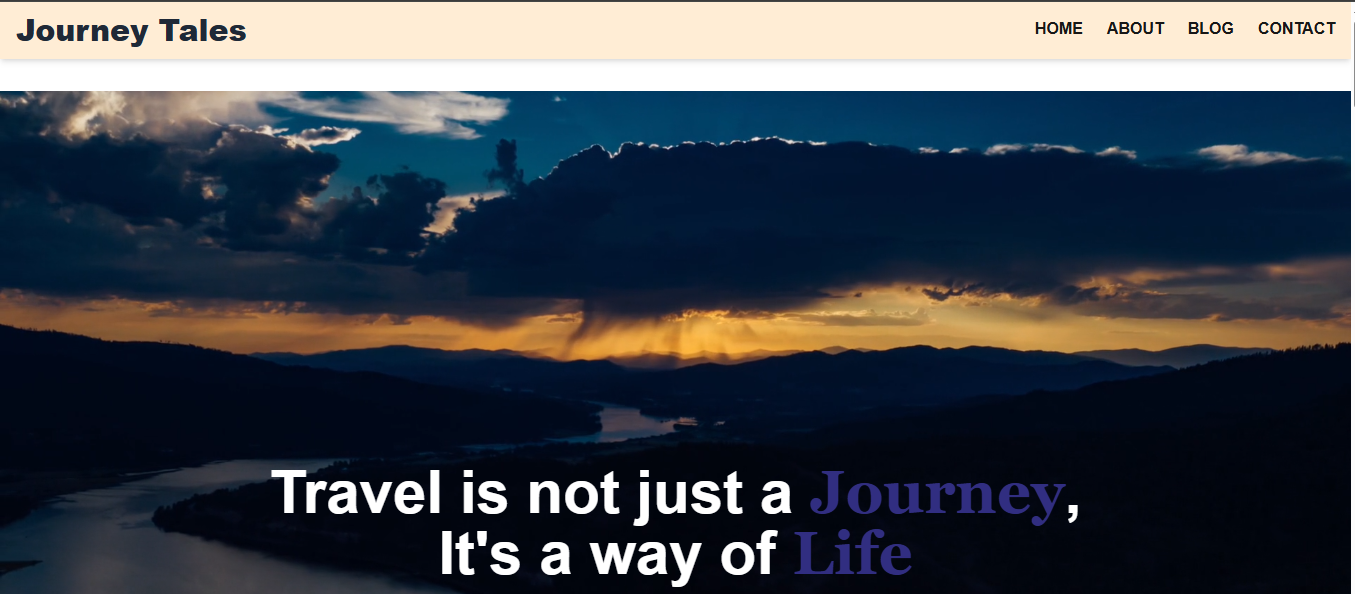 Journey Tales
HOME ABOUT BLOG CONTACT
Travel is not just a Journey,
It's a way of Life